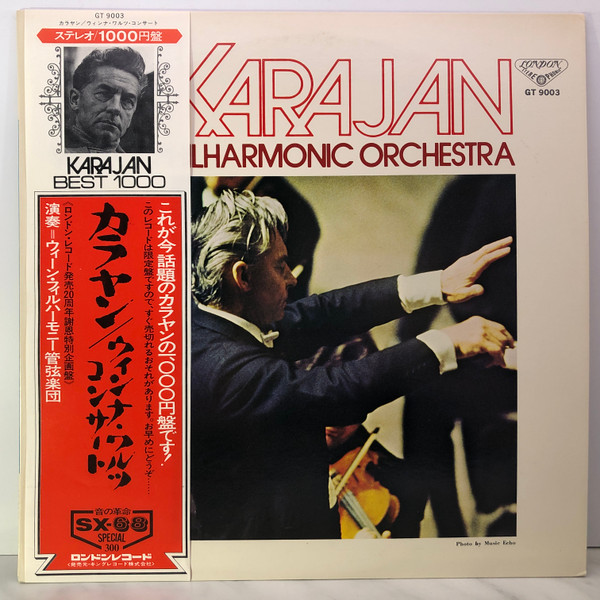 GT 9003
カラヤン/ウィンナ・ワルツ・コンサート
ステレオ/1000円盤
KARAJAN
BEST 1000
これが今話題のカラヤンの1,000円盤です!
このレコードは限定盤ですので、すぐ売切れるおそれがあります。お早めにどうぞ……
カラヤン/ウィンナ・ワルツ
コンサート
(ロンドン・レコード発売20周年謝恩特別企画盤)
演奏=ウィーン・フィルハーモニー管弦楽団
音の革命
SX-68
SPECIAL
300
ロンドンレコード
(発売元・キングレコード株式会社)
KARAJAN
LHARMONIC ORCHESTRA
LONDON
GT 9003
Photo by Music Echo